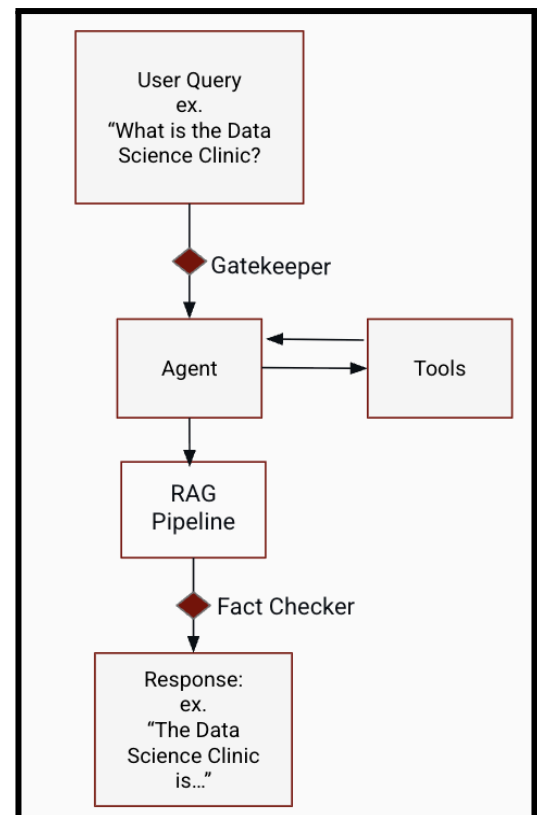 User Query
ex.
“What is the Data
Science Clinic?
Gatekeeper
Agent
Tools
RAG
Pipeline
Fact Checker
Response:
ex.
“The Data
Science Clinic
is…”